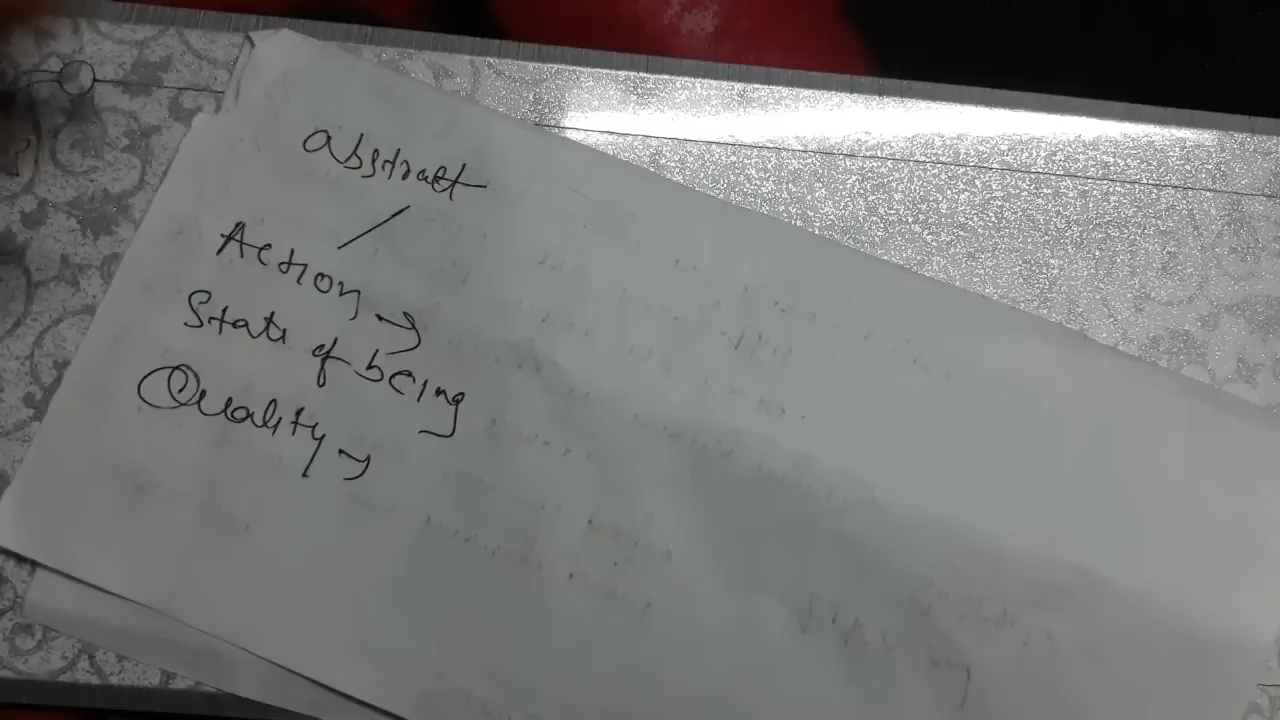 abstract
Action →
State of being
Quality →